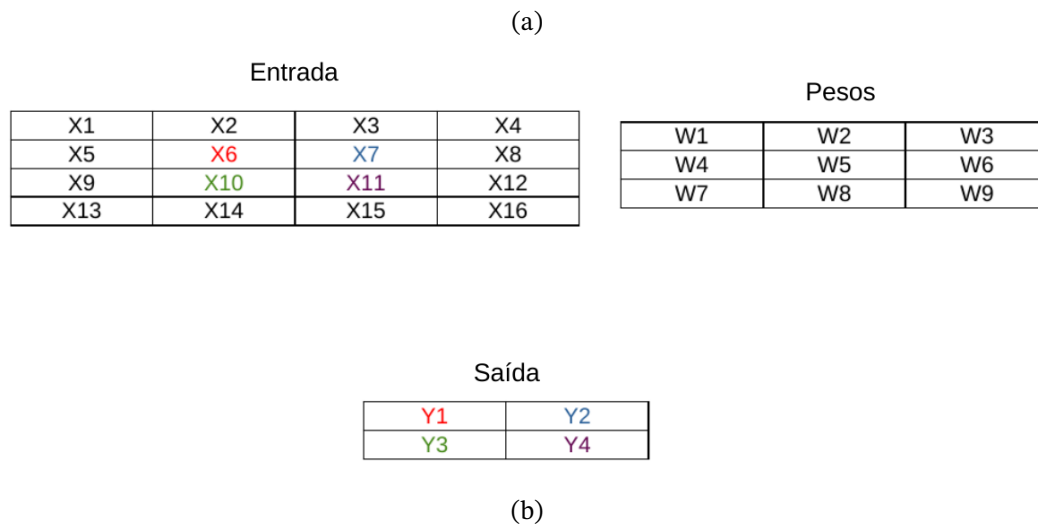 (a)
Entrada
Pesos
X1 X2 X3 X4
X5 X6 X7 X8
X9 X10 X11 X12
X13 X14 X15 X16
W1 W2 W3
W4 W5 W6
W7 W8 W9
Saída
Y1 Y2
Y3 Y4
(b)